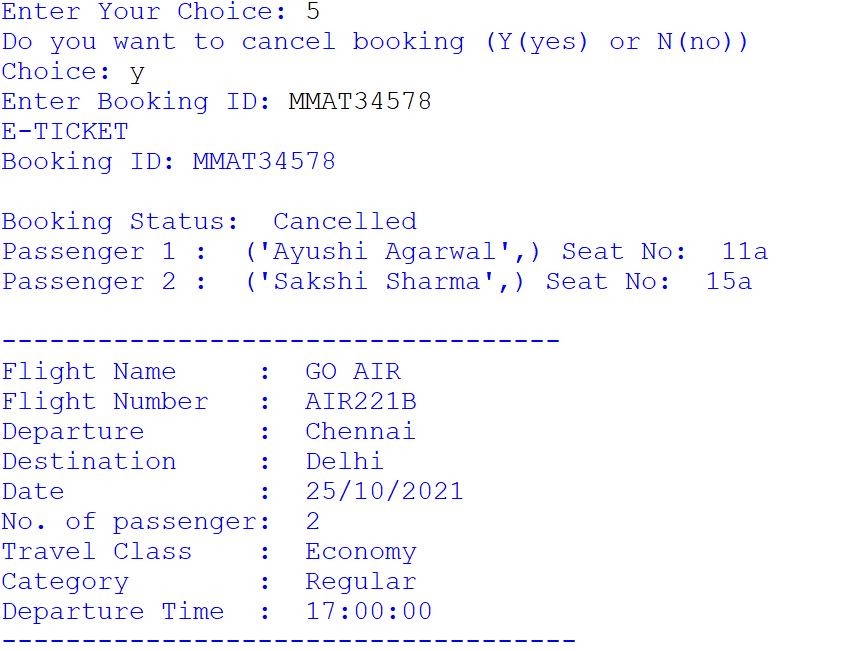 Enter Your Choice: 5
Do you want to cancel booking (Y(yes) or N(no))
Choice: y
Enter Booking ID: MMAT34578
E-TICKET
Booking ID: MMAT34578

Booking Status:  Cancelled
Passenger 1 :  ('Ayushi Agarwal',) Seat No:  11a
Passenger 2 :  ('Sakshi Sharma',) Seat No:  15a

-----------------------------------
Flight Name     :  GO AIR
Flight Number   :  AIR221B
Departure       :  Chennai
Destination     :  Delhi
Date            :  25/10/2021
No. of passenger:  2
Travel Class    :  Economy
Category        :  Regular
Departure Time  :  17:00:00
------------------------------------